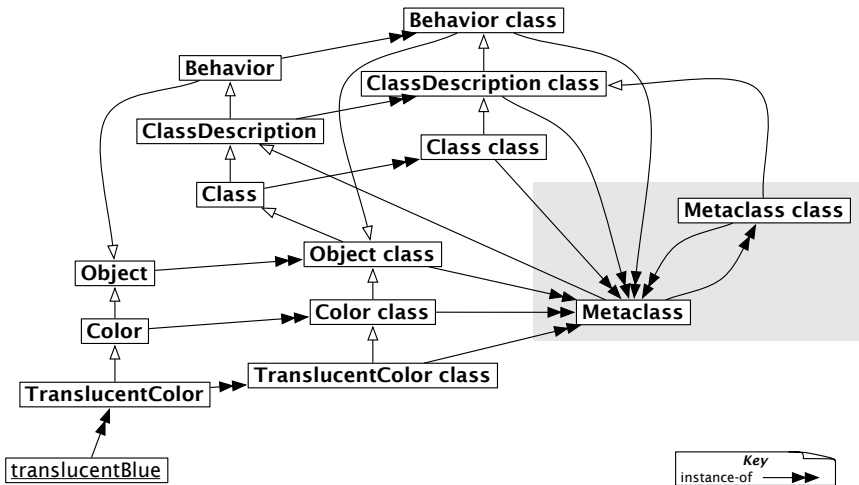 Behavior class
Behavior
ClassDescription class
ClassDescription
Class class
Class
Metaclass class
Object class
Object
Color class
Metaclass
Color
TranslucentColor class
TranslucentColor
translucentBlue
Key
instance-of